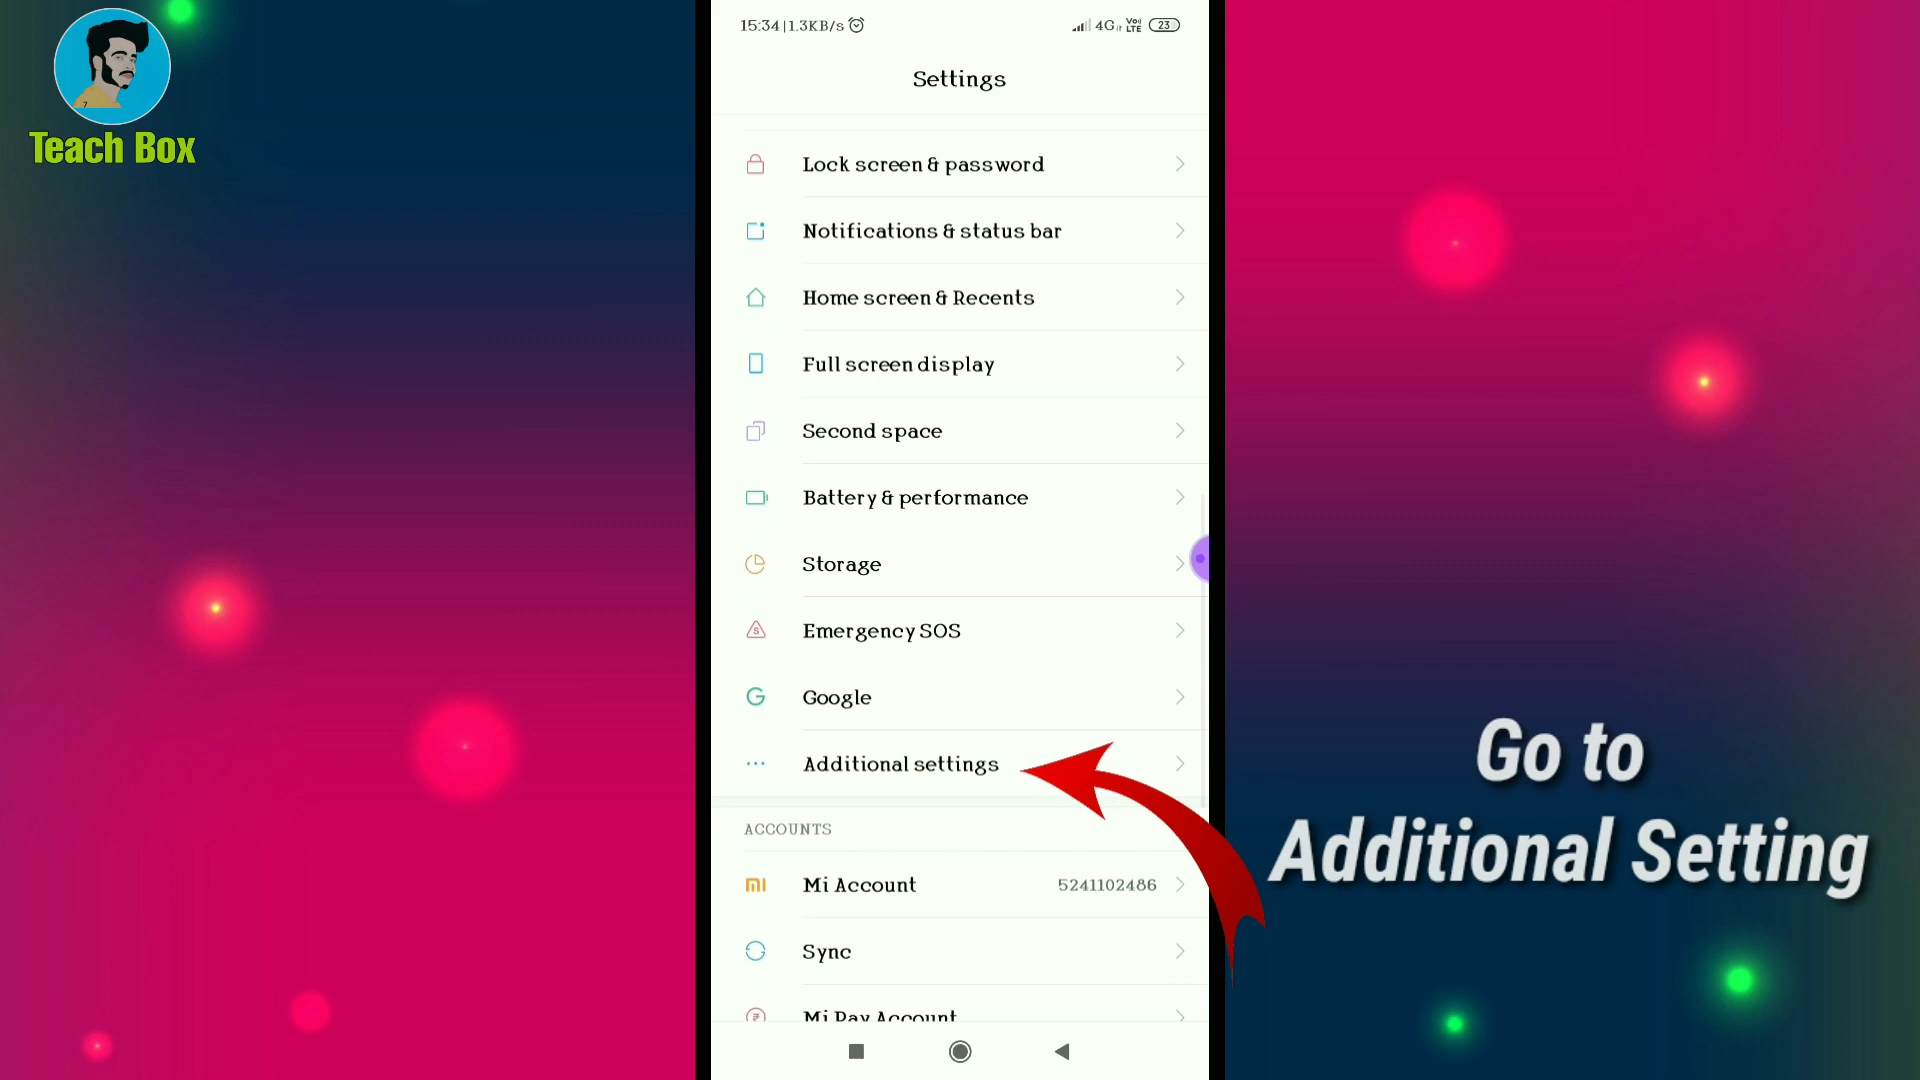 Teach Box
15:34 | 1.3KB/s
4G
Vo
LTE
23
Settings
Lock screen & password
Notifications & status bar
Home screen & Recents
Full screen display
Second space
Battery & performance
Storage
Emergency SOS
Google
Additional settings
ACCOUNTS
Mi Account 5241102486
Sync
Mi Pay Account
Go to
Additional Setting